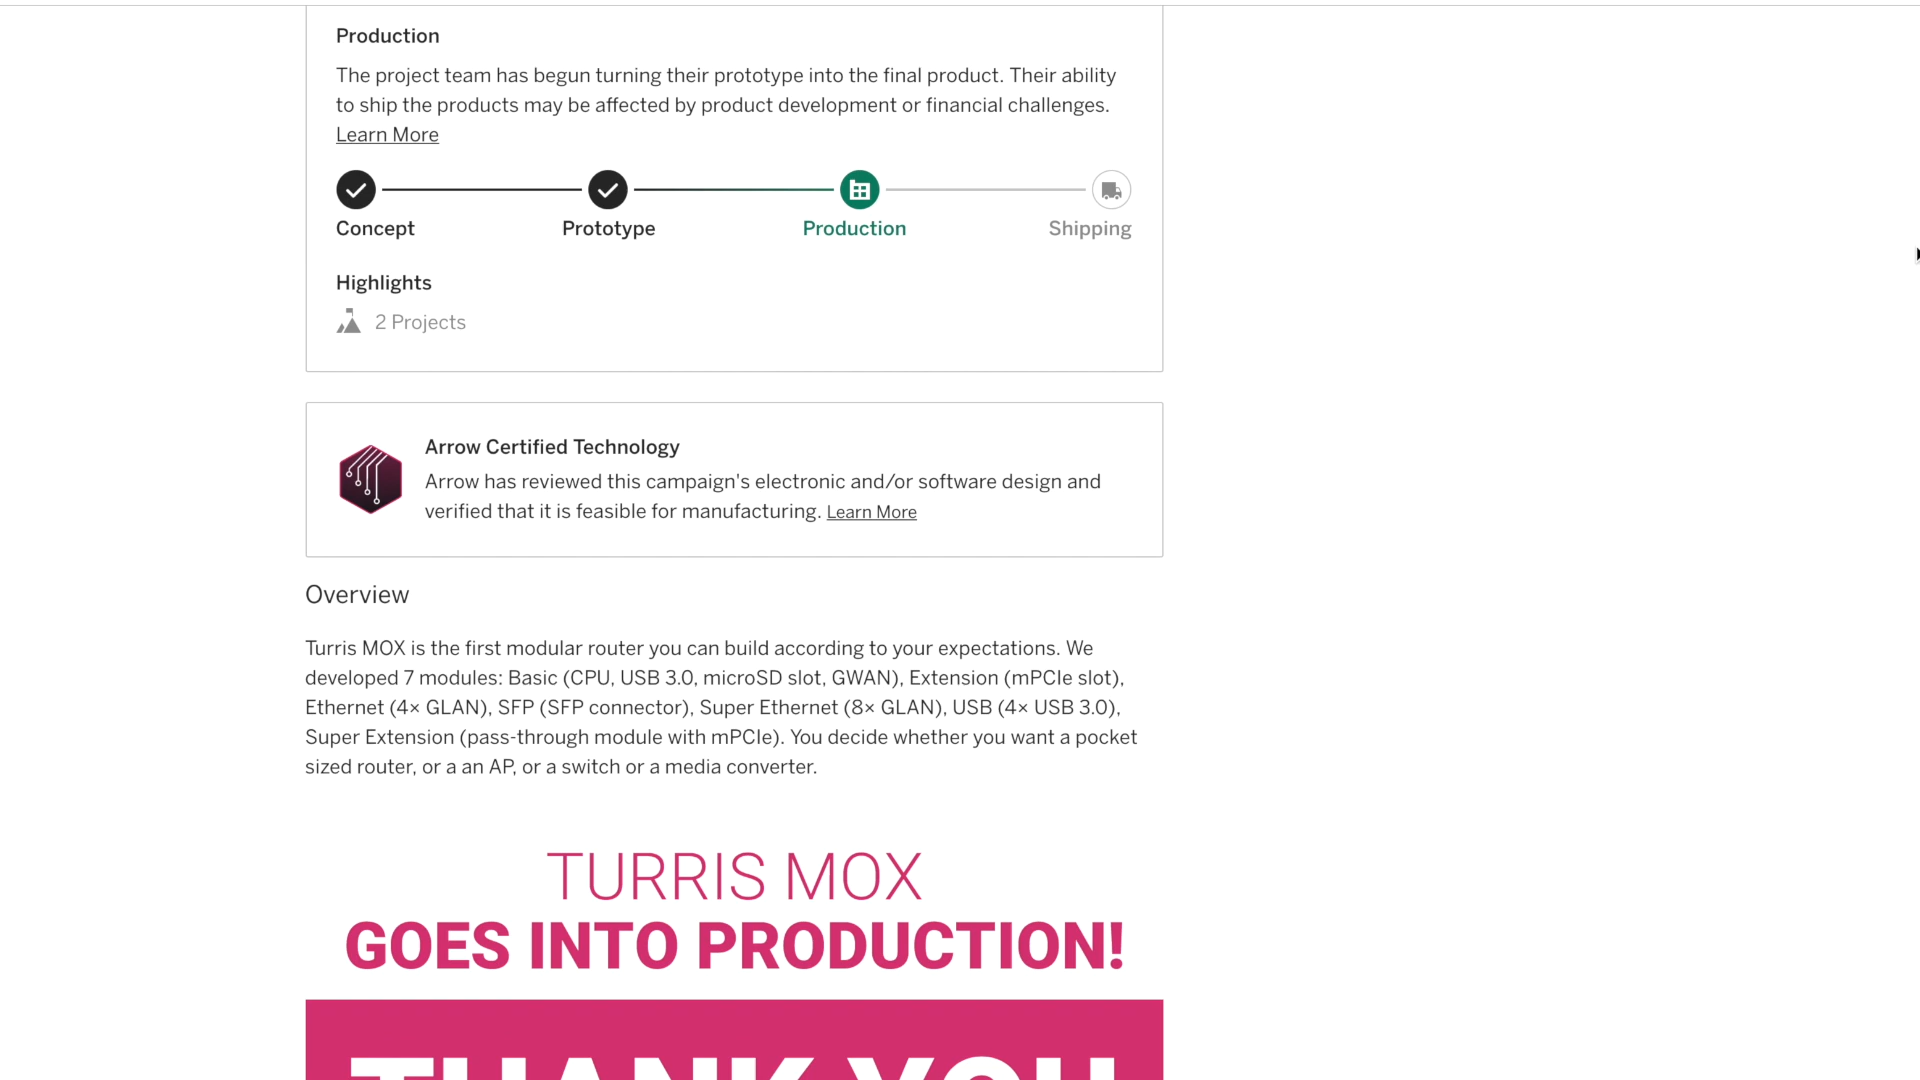 Production
The project team has begun turning their prototype into the final product. Their ability
to ship the products may be affected by product development or financial challenges.
Learn More
Concept
Prototype
Production
Shipping
Highlights
2 Projects
Arrow Certified Technology
Arrow has reviewed this campaign's electronic and/or software design and
verified that it is feasible for manufacturing. Learn More
Overview
Turris MOX is the first modular router you can build according to your expectations. We
developed 7 modules: Basic (CPU, USB 3.0, microSD slot, GWAN), Extension (mPCIe slot),
Ethernet (4× GLAN), SFP (SFP connector), Super Ethernet (8× GLAN), USB (4× USB 3.0),
Super Extension (pass-through module with mPCIe). You decide whether you want a pocket
sized router, or a an AP, or a switch or a media converter.
TURRIS MOX
GOES INTO PRODUCTION!
THANK YOU